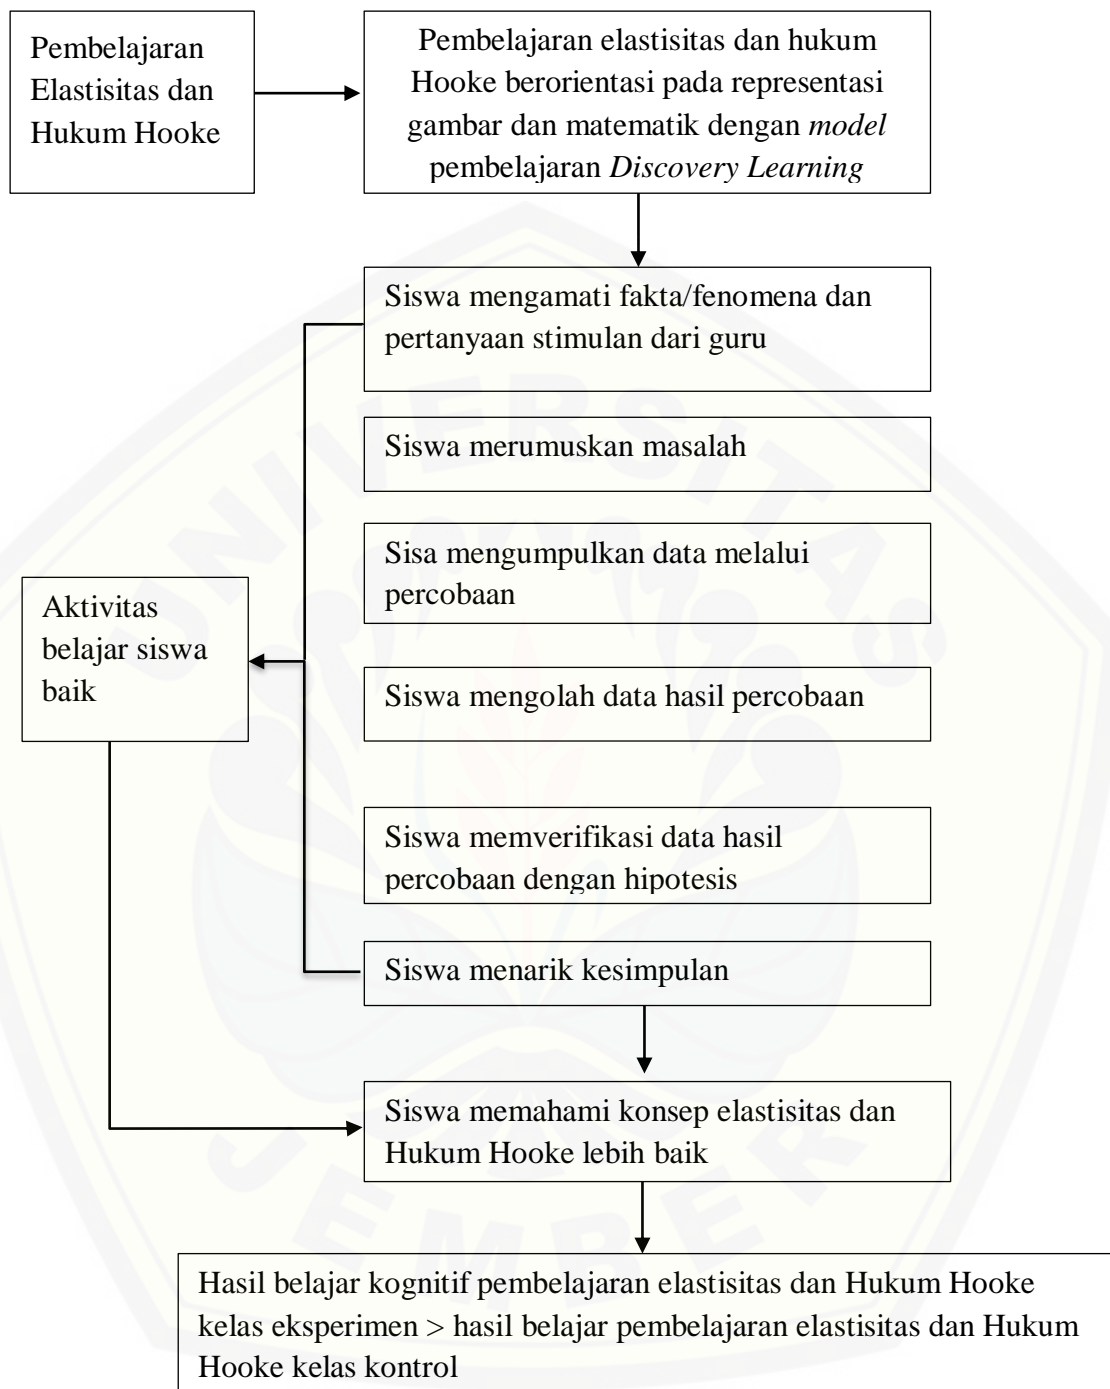 Pembelajaran
Elastisitas dan
Hukum Hooke
Pembelajaran elastisitas dan hukum
Hooke berorientasi pada representasi
gambar dan matematik dengan model
pembelajaran Discovery Learning
Siswa mengamati fakta/fenomena dan
pertanyaan stimulan dari guru
Siswa merumuskan masalah
Sisa mengumpulkan data melalui
percobaan
Aktivitas
belajar siswa
baik
Siswa mengolah data hasil percobaan
Siswa memverifikasi data hasil
percobaan dengan hipotesis
Siswa menarik kesimpulan
Siswa memahami konsep elastisitas dan
Hukum Hooke lebih baik
Hasil belajar kognitif pembelajaran elastisitas dan Hukum Hooke
kelas eksperimen > hasil belajar pembelajaran elastisitas dan Hukum
Hooke kelas kontrol
UNIVERSITAS
JEMBER